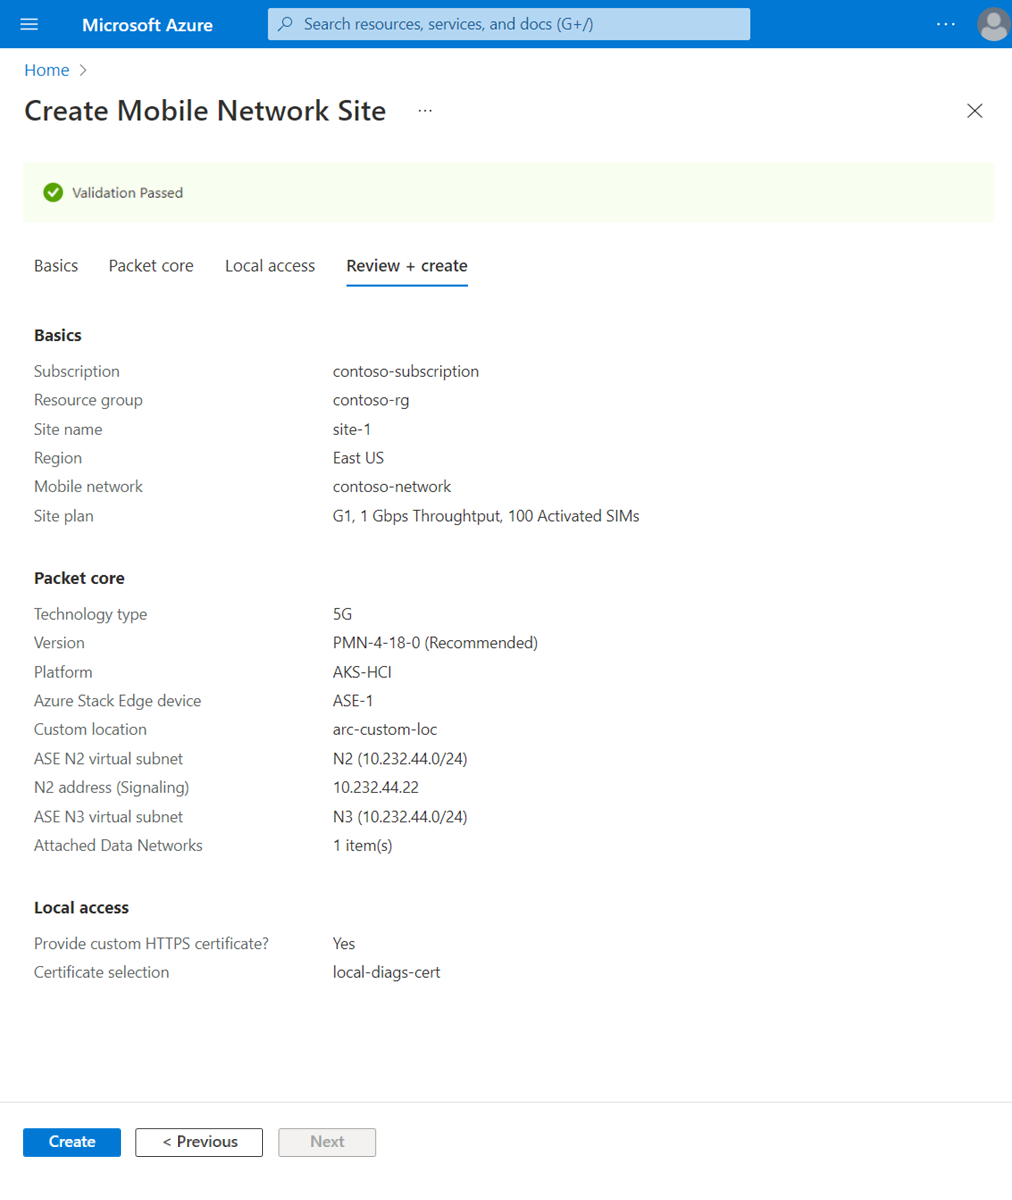 Microsoft Azure
Search resources, services, and docs (G+/)
Home
Create Mobile Network Site
Validation Passed
Basics Packet core Local access Review + create
Basics
Subscription contoso-subscription
Resource group contoso-rg
Site name site-1
Region East US
Mobile network contoso-network
Site plan G1, 1 Gbps Throughtput, 100 Activated SIMs
Packet core
Technology type 5G
Version PMN-4-18-0 (Recommended)
Platform AKS-HCI
Azure Stack Edge device ASE-1
Custom location arc-custom-loc
ASE N2 virtual subnet N2 (10.232.44.0/24)
N2 address (Signaling) 10.232.44.22
ASE N3 virtual subnet N3 (10.232.44.0/24)
Attached Data Networks 1 item(s)
Local access
Provide custom HTTPS certificate? Yes
Certificate selection local-diags-cert
Create < Previous Next